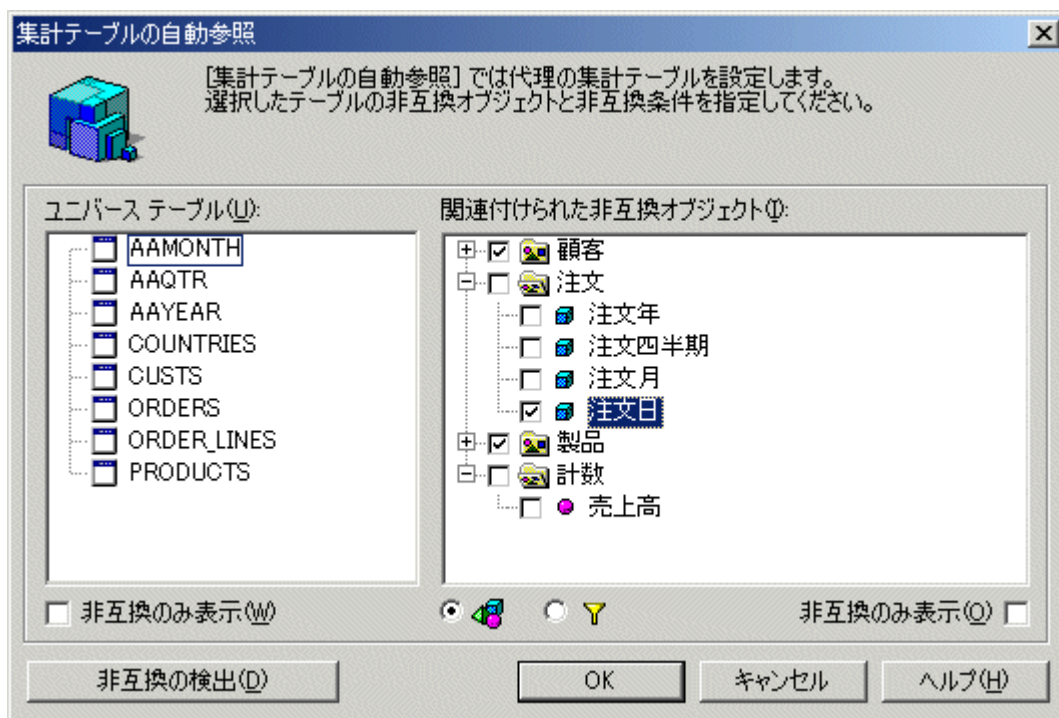 集計テーブルの自動参照
[集計テーブルの自動参照] では代理の集計テーブルを設定します。
選択したテーブルの非互換オブジェクトと非互換条件を指定してください。
ユニバース テーブル(U):
AAMONTH
AAQTR
AAYEAR
COUNTRIES
CUSTS
ORDERS
ORDER_LINES
PRODUCTS
関連付けられた非互換オブジェクト(I):
顧客
注文
注文年
注文四半期
注文月
注文日
製品
計数
売上高
非互換のみ表示(W)
非互換のみ表示(O)
非互換の検出(D)
OK
キャンセル
ヘルプ(H)